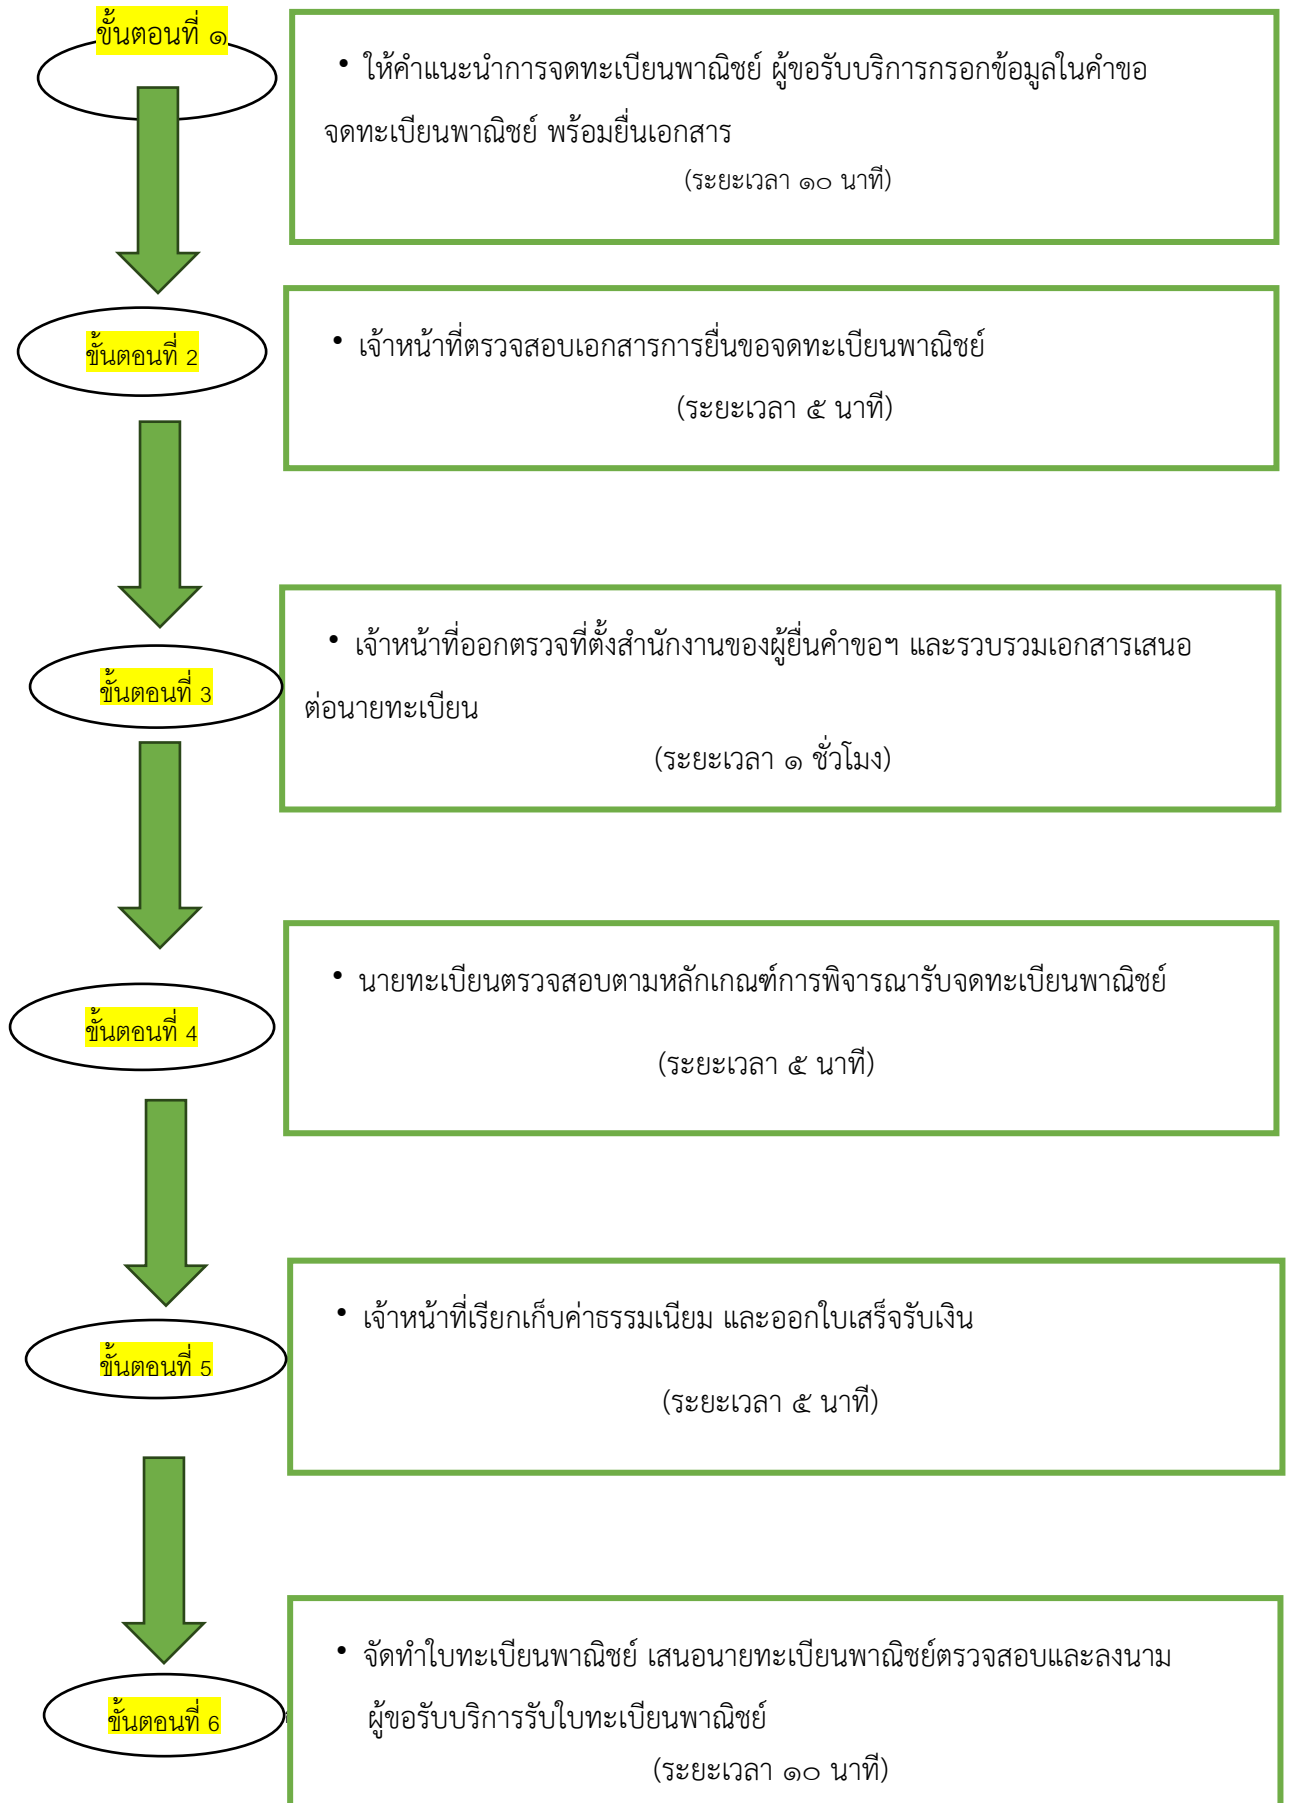 ขั้นตอนที่ ๑
• ให้คำแนะนำการจดทะเบียนพาณิชย์ ผู้ขอรับบริการกรอกข้อมูลในคำขอ
จดทะเบียนพาณิชย์ พร้อมยื่นเอกสาร
(ระยะเวลา ๑๐ นาที)
ขั้นตอนที่ 2
• เจ้าหน้าที่ตรวจสอบเอกสารการยื่นขอจดทะเบียนพาณิชย์
(ระยะเวลา ๕ นาที)
ขั้นตอนที่ 3
• เจ้าหน้าที่ออกตรวจที่ตั้งสำนักงานของผู้ยื่นคำขอฯ และรวบรวมเอกสารเสนอ
ต่อนายทะเบียน
(ระยะเวลา ๑ ชั่วโมง)
ขั้นตอนที่ 4
• นายทะเบียนตรวจสอบตามหลักเกณฑ์การพิจารณารับจดทะเบียนพาณิชย์
(ระยะเวลา ๕ นาที)
ขั้นตอนที่ 5
• เจ้าหน้าที่เรียกเก็บค่าธรรมเนียม และออกใบเสร็จรับเงิน
(ระยะเวลา ๕ นาที)
ขั้นตอนที่ 6
• จัดทำใบทะเบียนพาณิชย์ เสนอนายทะเบียนพาณิชย์ตรวจสอบและลงนาม
ผู้ขอรับบริการรับใบทะเบียนพาณิชย์
(ระยะเวลา ๑๐ นาที)